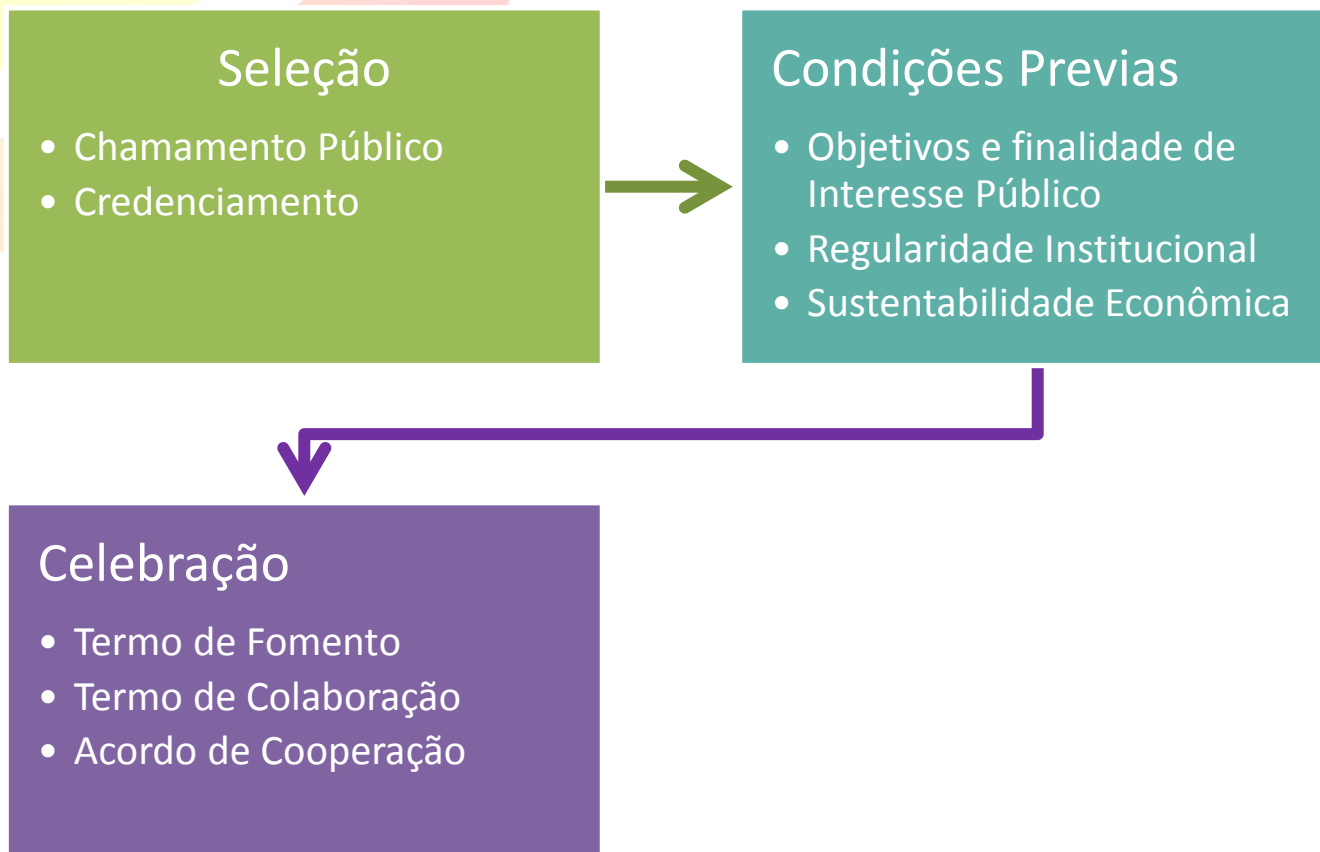 Seleção
• Chamamento Público
• Credenciamento
Condições Previas
• Objetivos e finalidade de
Interesse Público
• Regularidade Institucional
• Sustentabilidade Econômica
Celebração
• Termo de Fomento
• Termo de Colaboração
• Acordo de Cooperação